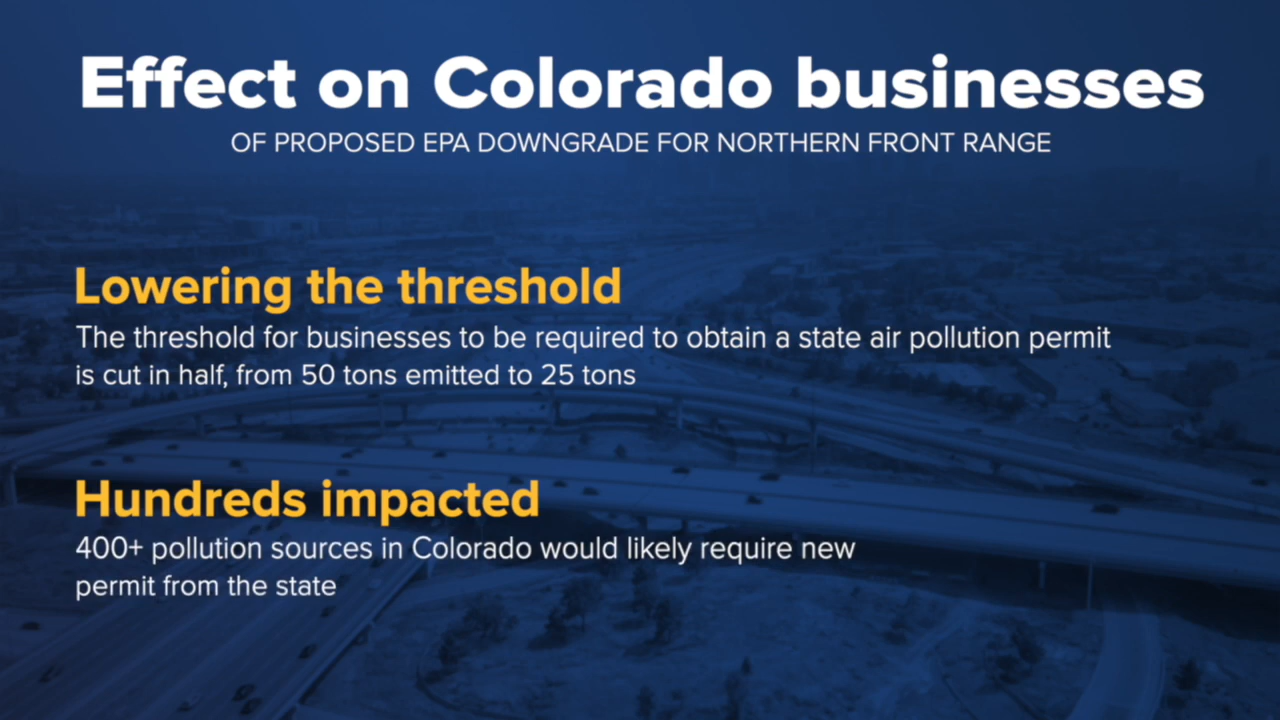 Effect on Colorado businesses
OF PROPOSED EPA DOWNGRADE FOR NORTHERN FRONT RANGE
Lowering the threshold
The threshold for businesses to be required to obtain a state air pollution permit
is cut in half, from 50 tons emitted to 25 tons
Hundreds impacted
400+ pollution sources in Colorado would likely require new
permit from the state